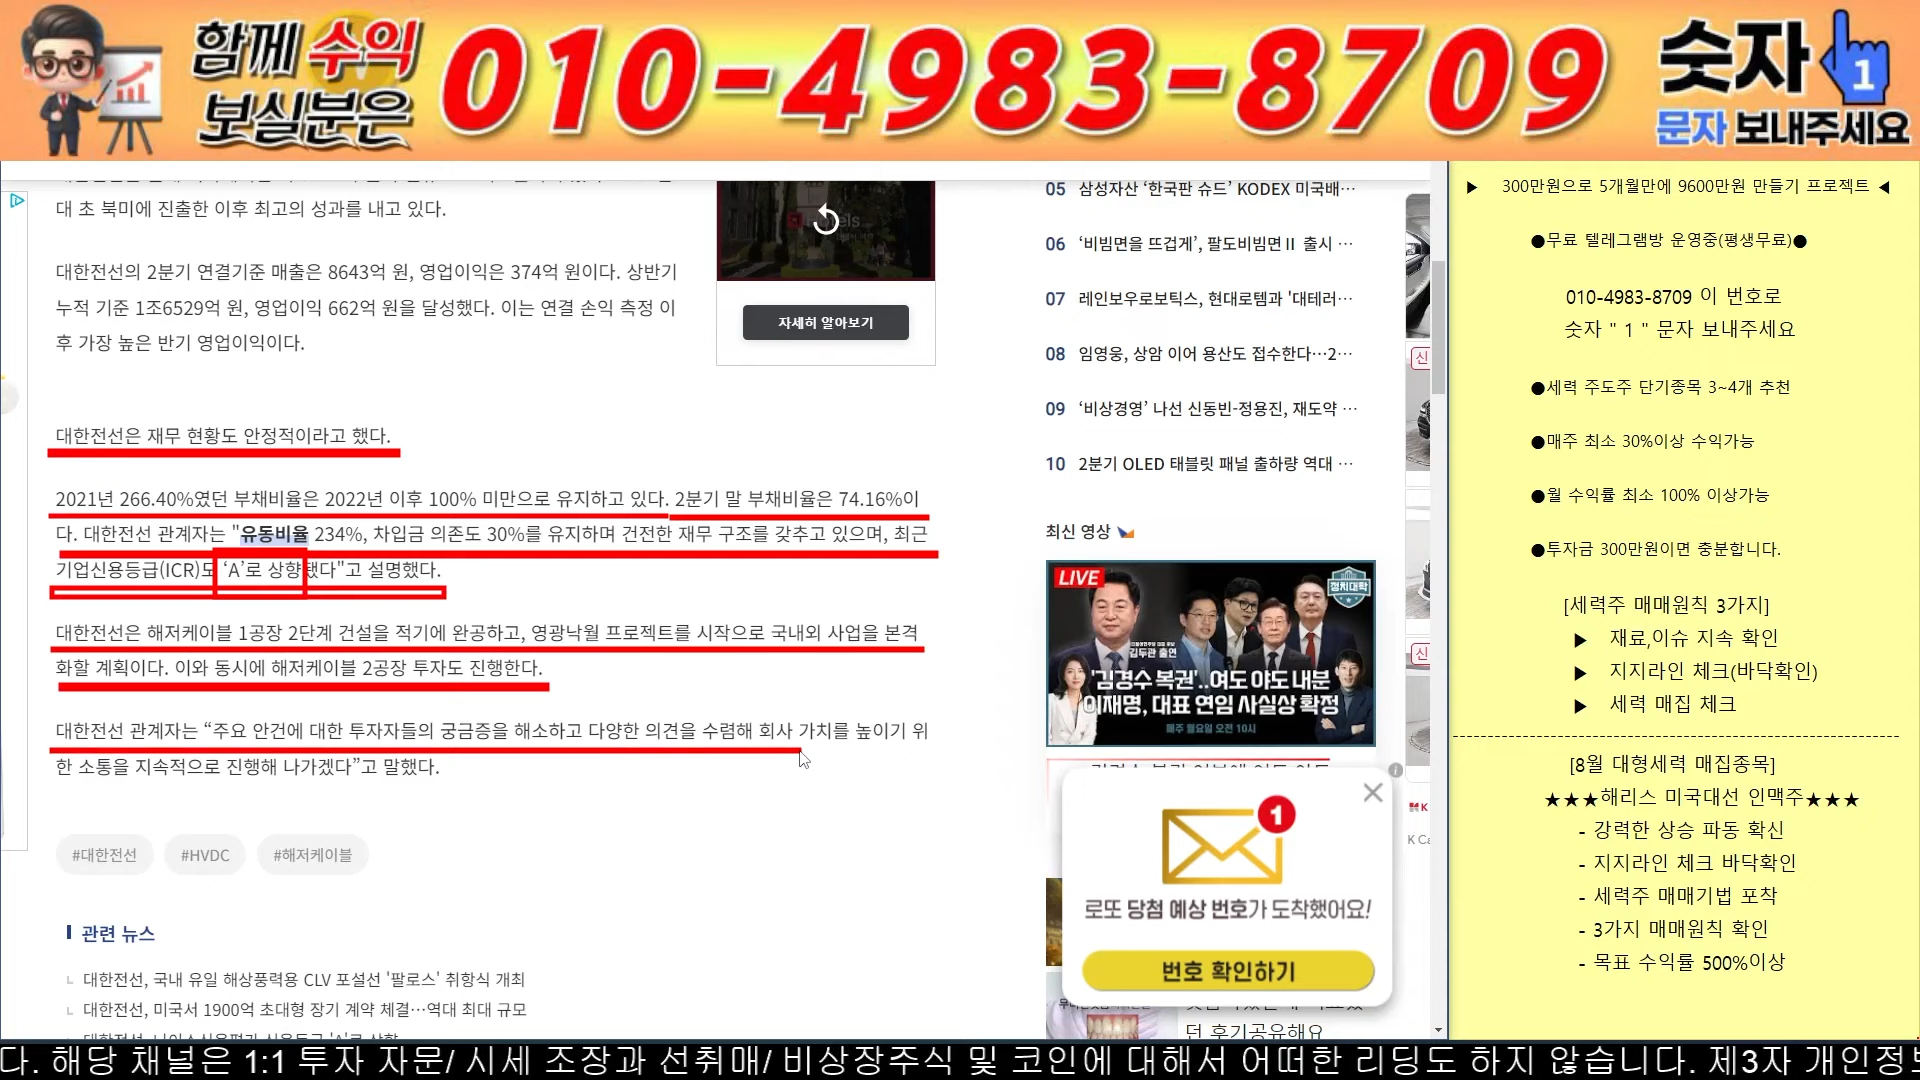 함께 수익
보실분은
010-4983-8709
숫자 1
문자 보내주세요
대 초 북미에 진출한 이후 최고의 성과를 내고 있다.
대한전선의 2분기 연결기준 매출은 8643억 원, 영업이익은 374억 원이다. 상반기
누적 기준 1조6529억 원, 영업이익 662억 원을 달성했다. 이는 연결 손익 측정 이
후 가장 높은 반기 영업이익이다.
자세히 알아보기
대한전선은 재무 현황도 안정적이라고 했다.
2021년 266.40%였던 부채비율은 2022년 이후 100% 미만으로 유지하고 있다. 2분기 말 부채비율은 74.16%이
다. 대한전선 관계자는 "유동비율 234%, 차입금 의존도 30%를 유지하며 건전한 재무 구조를 갖추고 있으며, 최근
기업신용등급(ICR)도 ‘A’로 상향됐다"고 설명했다.
대한전선은 해저케이블 1공장 2단계 건설을 적기에 완공하고, 영광낙월 프로젝트를 시작으로 국내외 사업을 본격
화할 계획이다. 이와 동시에 해저케이블 2공장 투자도 진행한다.
대한전선 관계자는 “주요 안건에 대한 투자자들의 궁금증을 해소하고 다양한 의견을 수렴해 회사 가치를 높이기 위
한 소통을 지속적으로 진행해 나가겠다”고 말했다.
#대한전선 #HVDC #해저케이블
관련 뉴스
대한전선, 국내 유일 해상풍력용 CLV 포설선 '팔로스' 취항식 개최
대한전선, 미국서 1900억 초대형 장기 계약 체결…역대 최대 규모
05 삼성자산 ‘한국판 슈드’ KODEX 미국배…
06 ‘비빔면을 뜨겁게’, 팔도비빔면Ⅱ 출시 …
07 레인보우로보틱스, 현대로템과 '대테러…
08 임영웅, 상암 이어 용산도 접수한다…2…
09 ‘비상경영’ 나선 신동빈-정용진, 재도약 …
10 2분기 OLED 태블릿 패널 출하량 역대 …
최신 영상
LIVE
정치대학
김두관 출연
'김경수 복권'..여도 야도 내분
이재명, 대표 연임 사실상 확정
매주 월요일 오전 10시
1
로또 당첨 예상 번호가 도착했어요!
번호 확인하기
던 후기공유해요
신
신
▶ 300만원으로 5개월만에 9600만원 만들기 프로젝트 ◀
●무료 텔레그램방 운영중(평생무료)●
010-4983-8709 이 번호로
숫자 " 1 " 문자 보내주세요
●세력 주도주 단기종목 3~4개 추천
●매주 최소 30%이상 수익가능
●월 수익률 최소 100% 이상가능
●투자금 300만원이면 충분합니다.
[세력주 매매원칙 3가지]
▶ 재료,이슈 지속 확인
▶ 지지라인 체크(바닥확인)
▶ 세력 매집 체크
[8월 대형세력 매집종목]
★★★해리스 미국대선 인맥주★★★
- 강력한 상승 파동 확신
- 지지라인 체크 바닥확인
- 세력주 매매기법 포착
- 3가지 매매원칙 확인
- 목표 수익률 500%이상
다. 해당 채널은 1:1 투자 자문/ 시세 조장과 선취매/ 비상장주식 및 코인에 대해서 어떠한 리딩도 하지 않습니다. 제3자 개인정보